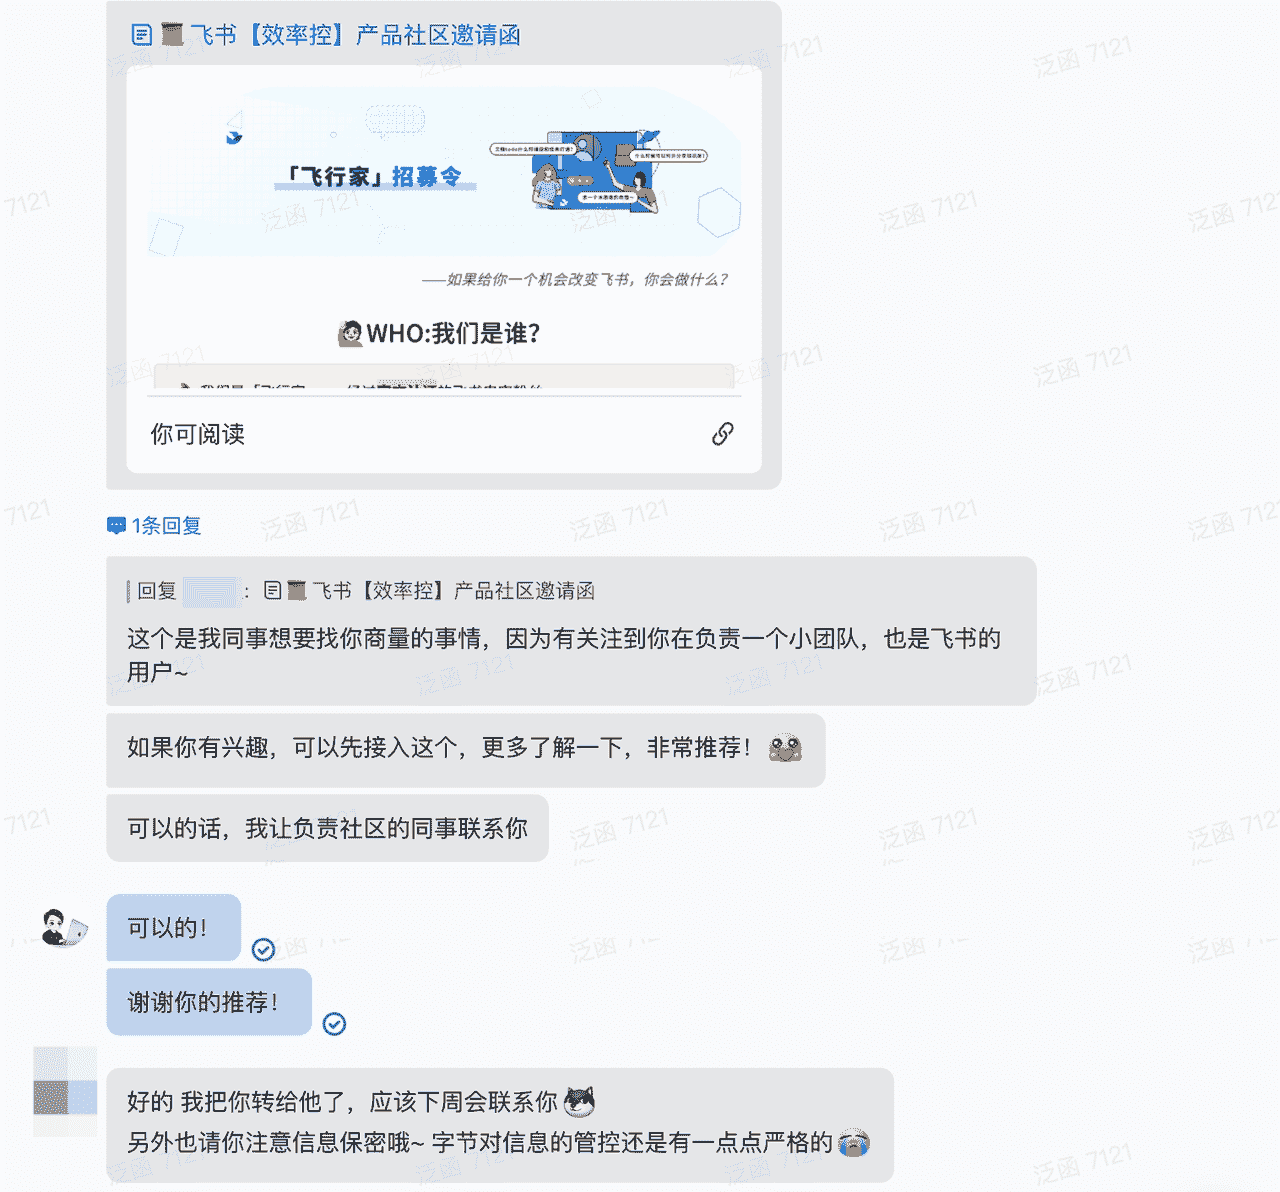 飞书【效率控】产品社区邀请函
「飞行家」招募令
——如果给你一个机会改变飞书，你会做什么？
WHO:我们是谁？
你可阅读
1条回复
回复 ： 飞书【效率控】产品社区邀请函
这个是我同事想要找你商量的事情，因为有关注到你在负责一个小团队，也是飞书的
用户~
如果你有兴趣，可以先接入这个，更多了解一下，非常推荐！
可以的话，我让负责社区的同事联系你
可以的！
谢谢你的推荐！
好的 我把你转给他了，应该下周会联系你
另外也请你注意信息保密哦~ 字节对信息的管控还是有一点点严格的
泛函 7121